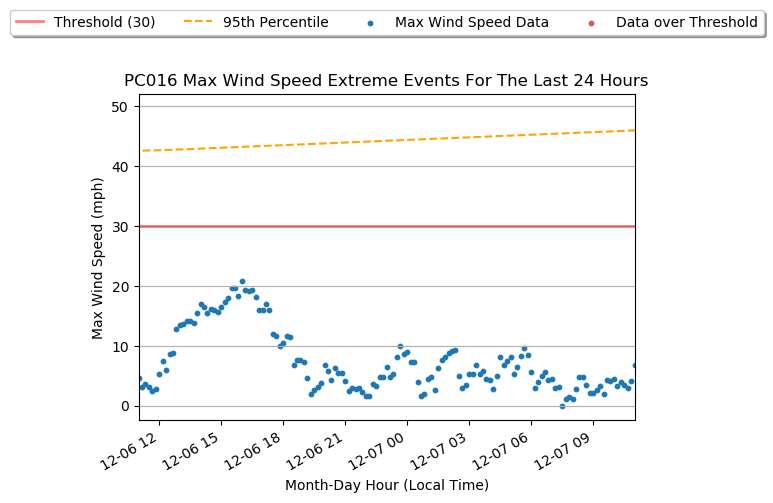 Threshold (30) 95th Percentile Max Wind Speed Data Data over Threshold
PC016 Max Wind Speed Extreme Events For The Last 24 Hours
50
40
30
20
10
0
Max Wind Speed (mph)
12-06 12 12-06 15 12-06 18 12-06 21 12-07 00 12-07 03 12-07 06 12-07 09
Month-Day Hour (Local Time)